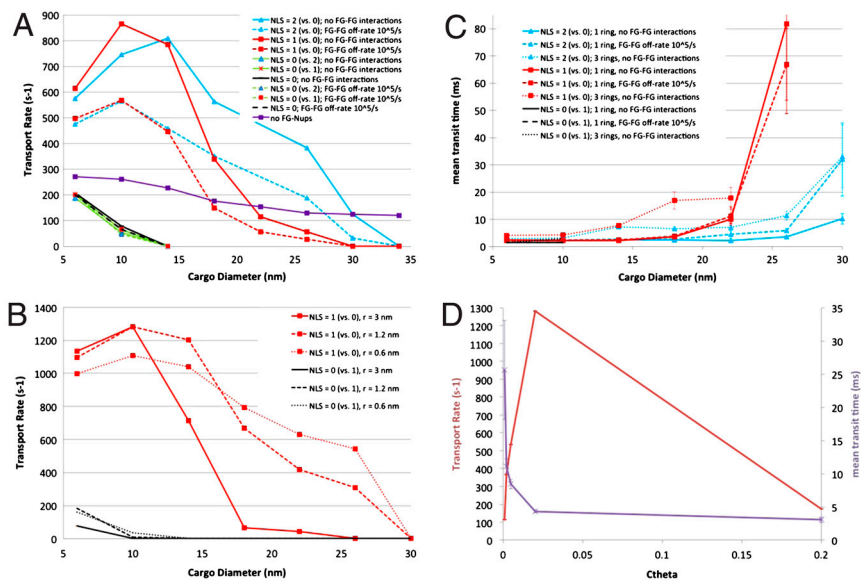 A
900
800
700
600
500
400
300
200
100
0
5
10
15
20
25
30
35
Transport Rate (s-1)
Cargo Diameter (nm)
NLS = 2 (vs. 0); no FG-FG interactions
NLS = 2 (vs. 0); FG-FG off-rate 10^5/s
NLS = 1 (vs. 0); no FG-FG interactions
NLS = 1 (vs. 0); FG-FG off-rate 10^5/s
NLS = 0 (vs. 2); no FG-FG interactions
NLS = 0 (vs. 1); no FG-FG interactions
NLS = 0; no FG-FG interactions
NLS = 0 (vs. 2); FG-FG off-rate 10^5/s
NLS = 0 (vs. 1); FG-FG off-rate 10^5/s
NLS = 0; FG-FG off-rate 10^5/s
no FG-Nups
C
80
70
60
50
40
30
20
10
0
5
10
15
20
25
30
mean transit time (ms)
Cargo Diameter (nm)
NLS = 2 (vs. 0); 1 ring, no FG-FG interactions
NLS = 2 (vs. 0); 1 ring, FG-FG off-rate 10^5/s
NLS = 2 (vs. 0); 3 rings, no FG-FG interactions
NLS = 1 (vs. 0); 1 ring, no FG-FG interactions
NLS = 1 (vs. 0); 1 ring, FG-FG off-rate 10^5/s
NLS = 1 (vs. 0); 3 rings, no FG-FG interactions
NLS = 0 (vs. 1); 1 ring, no FG-FG interactions
NLS = 0 (vs. 1); 1 ring, FG-FG off-rate 10^5/s
NLS = 0 (vs. 1); 3 rings, no FG-FG interactions
B
1400
1200
1000
800
600
400
200
0
5
10
15
20
25
30
Transport Rate (s-1)
Cargo Diameter (nm)
NLS = 1 (vs. 0), r = 3 nm
NLS = 1 (vs. 0), r = 1.2 nm
NLS = 1 (vs. 0), r = 0.6 nm
NLS = 0 (vs. 1), r = 3 nm
NLS = 0 (vs. 1), r = 1.2 nm
NLS = 0 (vs. 1), r = 0.6 nm
D
1300
1200
1100
1000
900
800
700
600
500
400
300
200
100
0
0
0.05
0.1
0.15
0.2
35
30
25
20
15
10
5
0
Transport Rate (s-1)
mean transit time (ms)
Ctheta